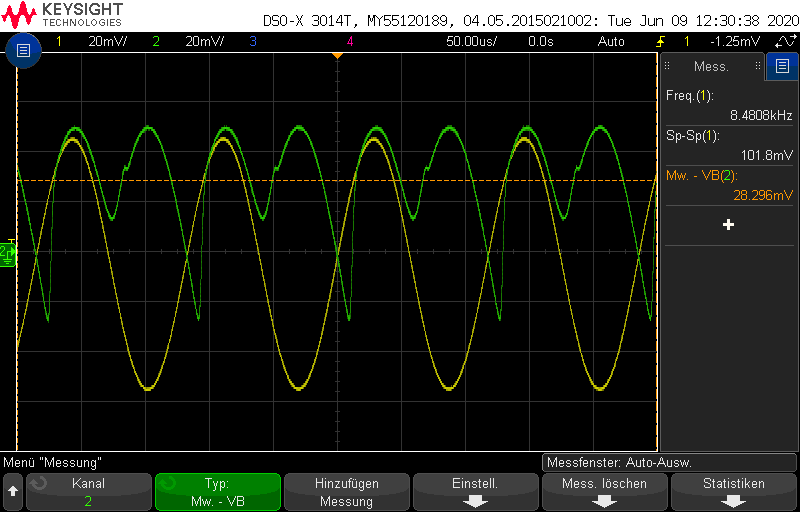 KEYSIGHT
TECHNOLOGIES
DSO-X 3014T, MY55120189, 04.05.2015021002: Tue Jun 09 12:30:38 2020
1 20mV/ 2 20mV/ 3 4 50.00us/ 0.0s Auto 1 -1.25mV
Mess.
Freq.(1):
8.4808kHz
Sp-Sp(1):
101.8mV
Mw. - VB(2):
28.296mV
+
2
Menü "Messung"
Messfenster: Auto-Ausw.
Kanal
2
Typ:
Mw. - VB
Hinzufügen
Messung
Einstell.
Mess. löschen
Statistiken